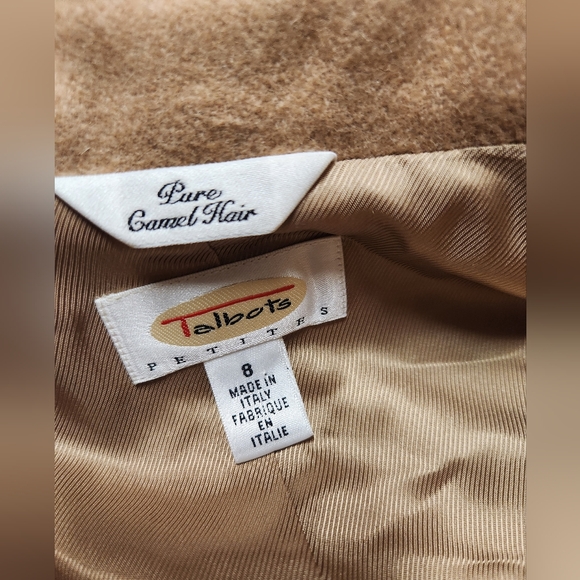 Pure
Camel Hair
Talbots
PETITES
8
MADE IN
ITALY
FABRIQUE
EN
ITALIE